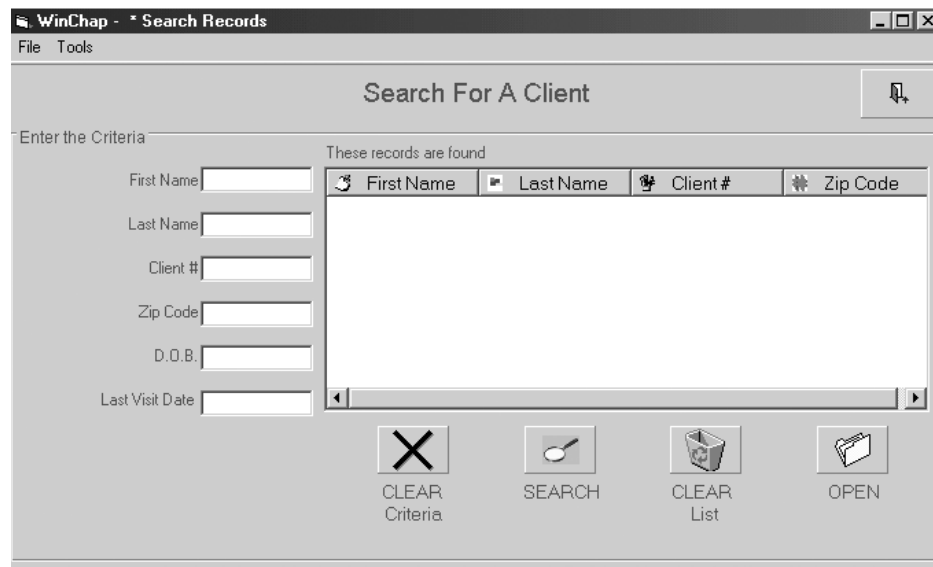 WinChap - * Search Records
File Tools
Search For A Client
Enter the Criteria
These records are found
First Name Last Name Client # Zip Code
First Name
Last Name
Client #
Zip Code
D.O.B.
Last Visit Date
CLEAR SEARCH CLEAR OPEN
Criteria List